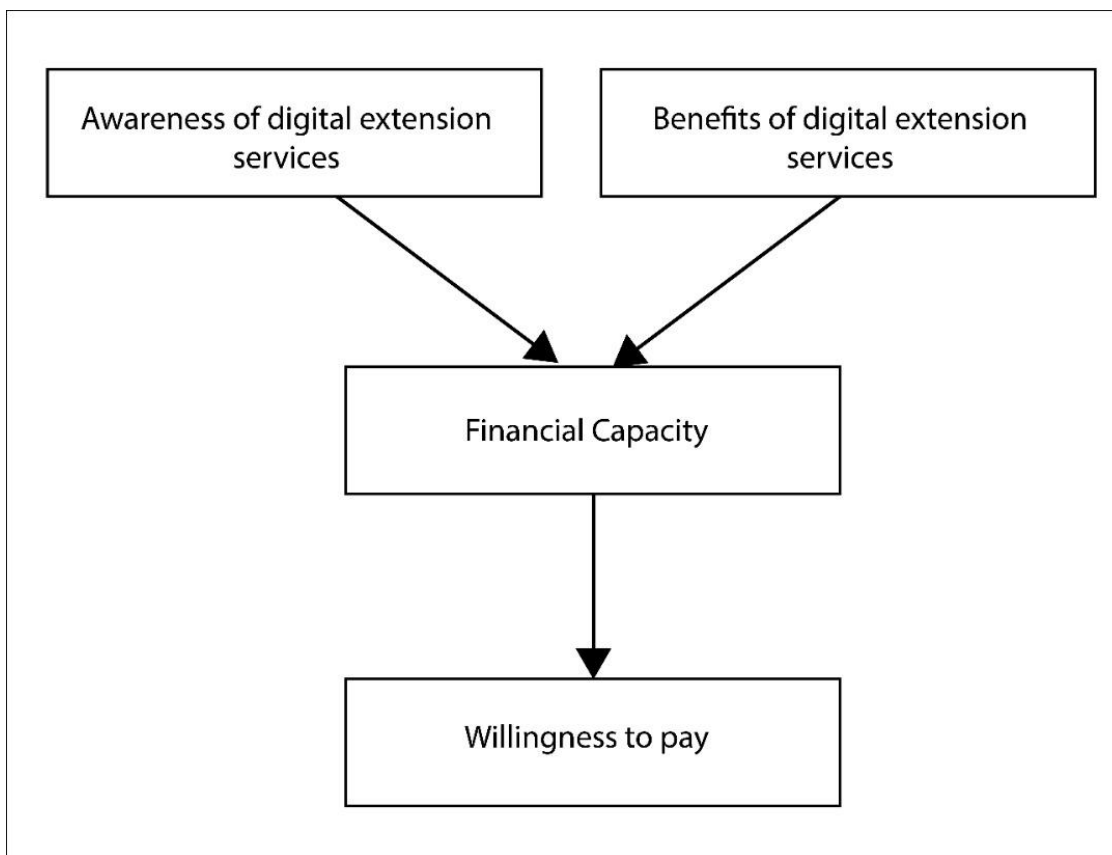 Awareness of digital extension
services
Benefits of digital extension
services
Financial Capacity
Willingness to pay